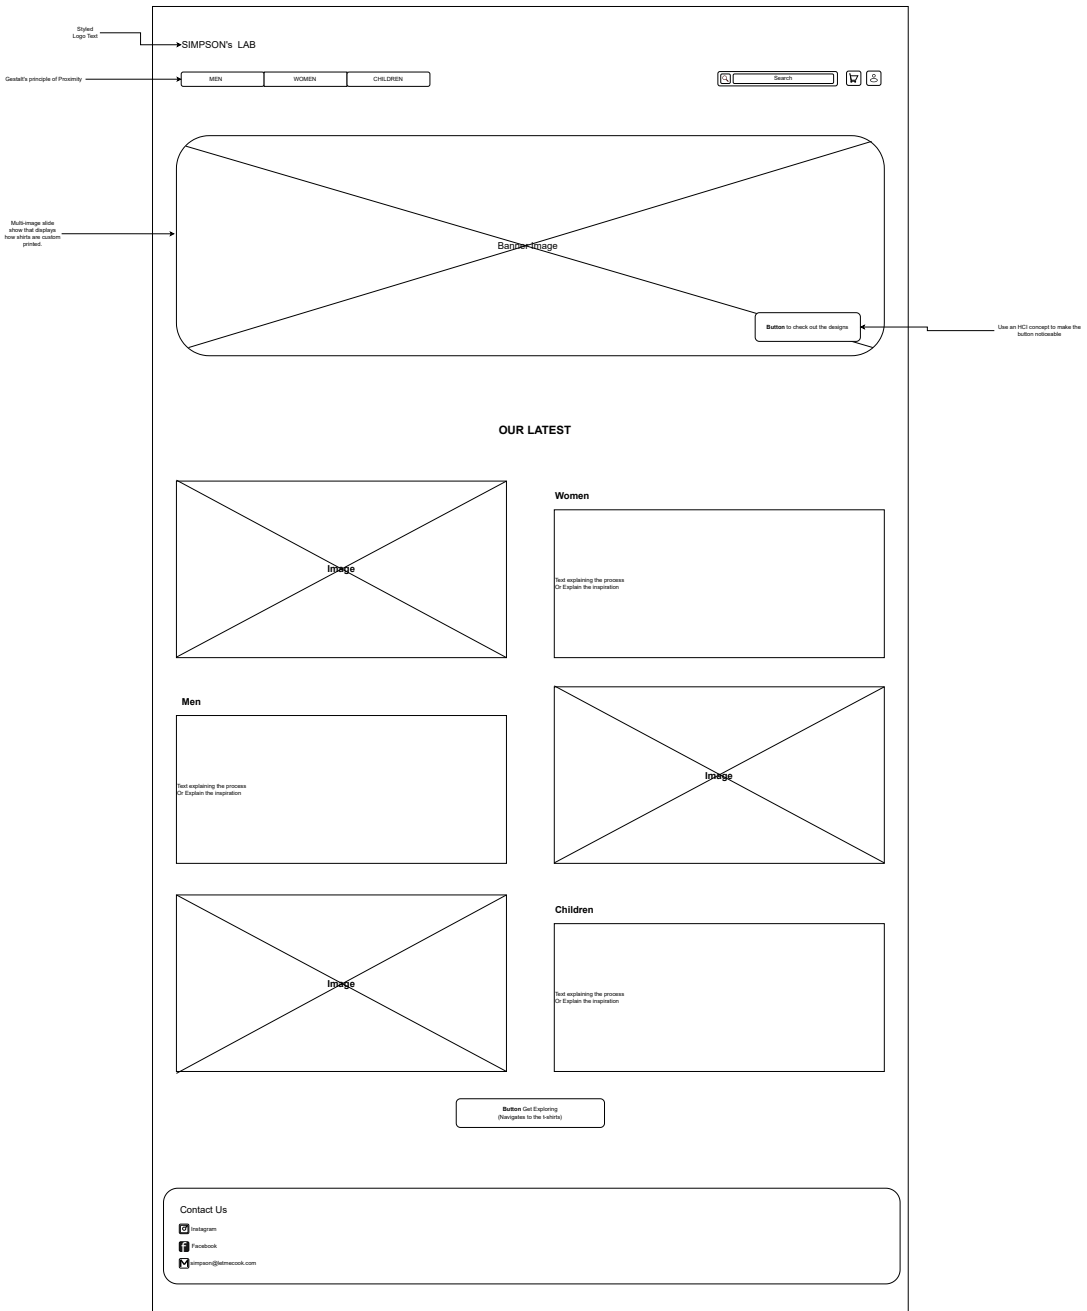 Styled
Logo Text
SIMPSON's LAB
Gestalt's principle of Proximity
MEN
WOMEN
CHILDREN
Search
Multi-image slide
show that displays
how shirts are custom
printed.
Banner Image
Button to check out the designs
Use an HCI concept to make the
button noticeable
OUR LATEST
Image
Women
Text explaining the process
Or Explain the inspiration
Men
Text explaining the process
Or Explain the inspiration
Image
Image
Children
Text explaining the process
Or Explain the inspiration
Button Get Exploring
(Navigates to the t-shirts)
Contact Us
Instagram
Facebook
simpson@letmecook.com